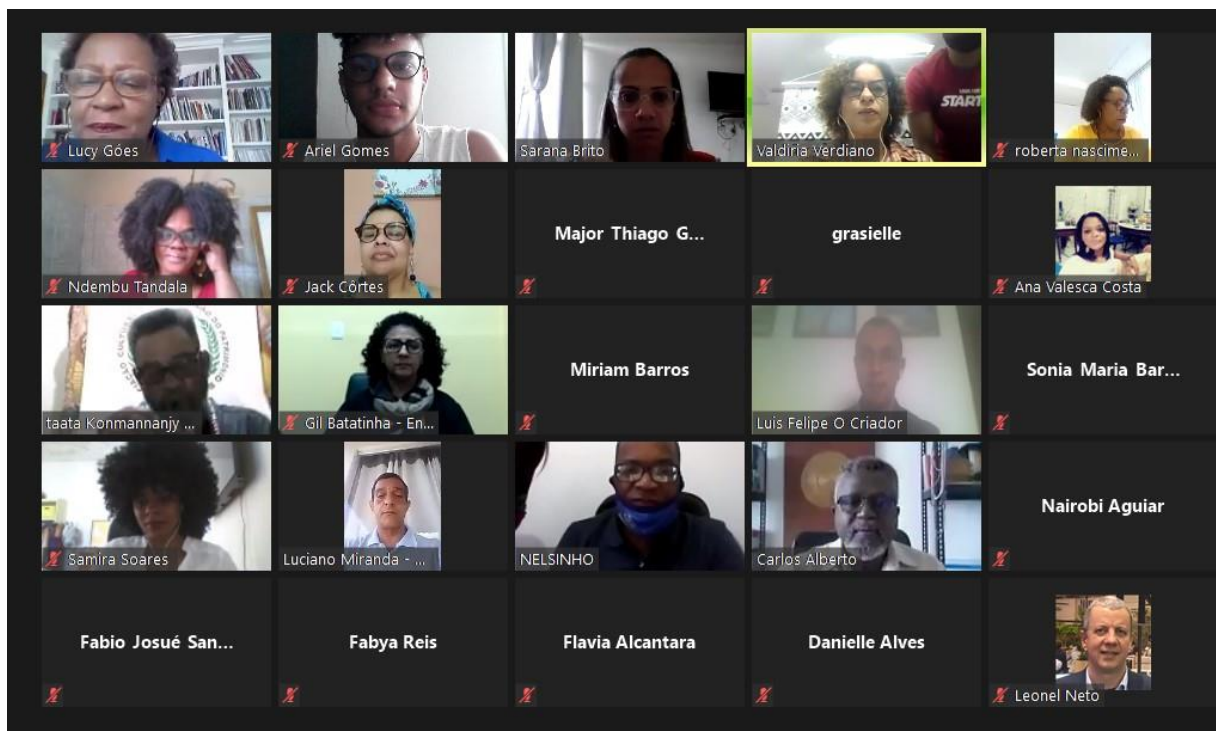 Lucy Góes
Ariel Gomes
Sarana Brito
START
Valdiria Verdiano
roberta nascime...
Ndembu Tandala
Jack Côrtes
Major Thiago G...
grasielle
Ana Valesca Costa
taata Konmannanjy ...
Gil Batatinha - En...
Miriam Barros
Luis Felipe O Criador
Sonia Maria Bar...
Samira Soares
Luciano Miranda - ...
NELSINHO
Carlos Alberto
Nairobi Aguiar
Fabio Josué San...
Fabya Reis
Flavia Alcantara
Danielle Alves
Leonel Neto